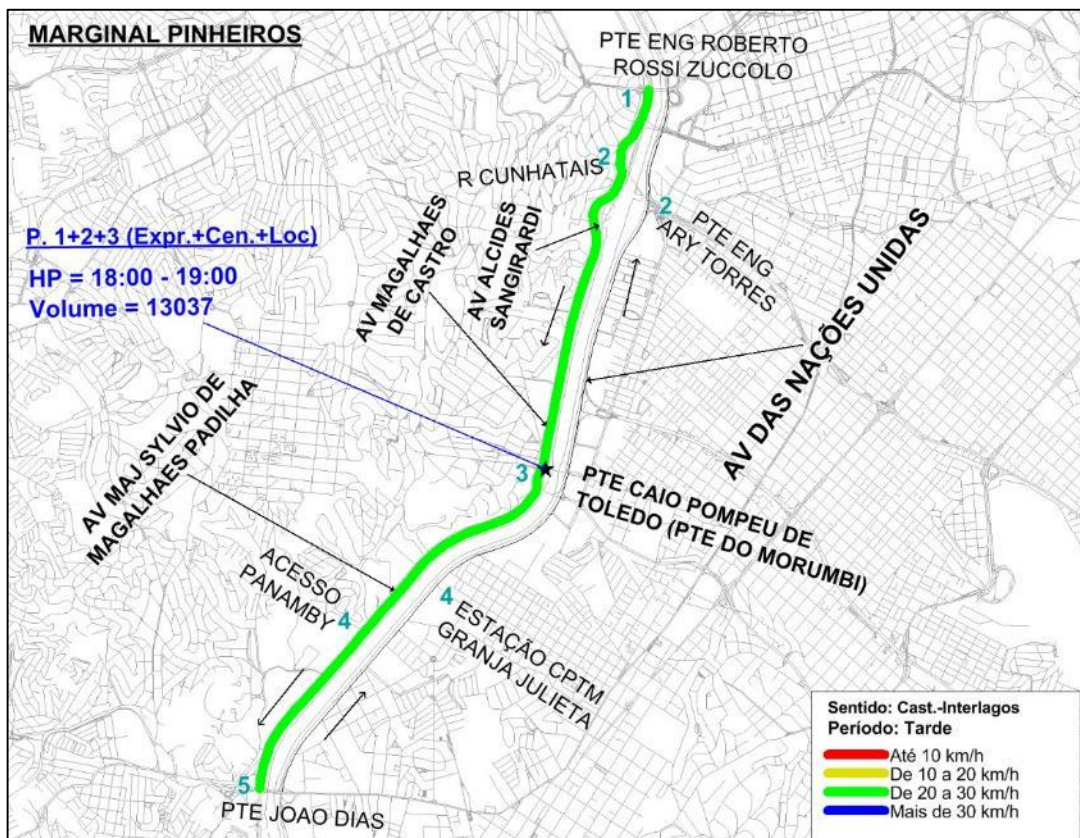 MARGINAL PINHEIROS
PTE ENG ROBERTO
ROSSI ZUCCOLO
1
2
R CUNHATAIS
2
PTE ENG
ARY TORRES
AV MAGALHAES
DE CASTRO
AV ALCIDES
SANGIRARDI
AV DAS NAÇÕES UNIDAS
P. 1+2+3 (Expr.+Cen.+Loc)
HP = 18:00 - 19:00
Volume = 13037
AV MAJ SYLVIO DE
MAGALHAES PADILHA
3
PTE CAIO POMPEU DE
TOLEDO (PTE DO MORUMBI)
ACESSO
PANAMBY
4
4
ESTAÇÃO CPTM
GRANJA JULIETA
5
PTE JOAO DIAS
Sentido: Cast.-Interlagos
Período: Tarde
Até 10 km/h
De 10 a 20 km/h
De 20 a 30 km/h
Mais de 30 km/h